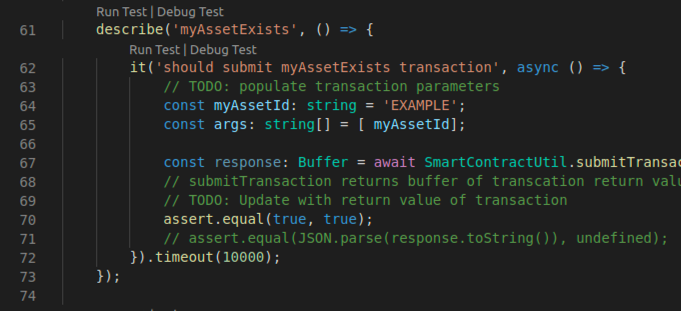 Run Test | Debug Test
61 describe('myAssetExists', () => {
Run Test | Debug Test
62 it('should submit myAssetExists transaction', async () => {
63 // TODO: populate transaction parameters
64 const myAssetId: string = 'EXAMPLE';
65 const args: string[] = [ myAssetId];
66
67 const response: Buffer = await SmartContractUtil.submitTransac
68 // submitTransaction returns buffer of transcation return valu
69 // TODO: Update with return value of transaction
70 assert.equal(true, true);
71 // assert.equal(JSON.parse(response.toString()), undefined);
72 }).timeout(10000);
73 });
74